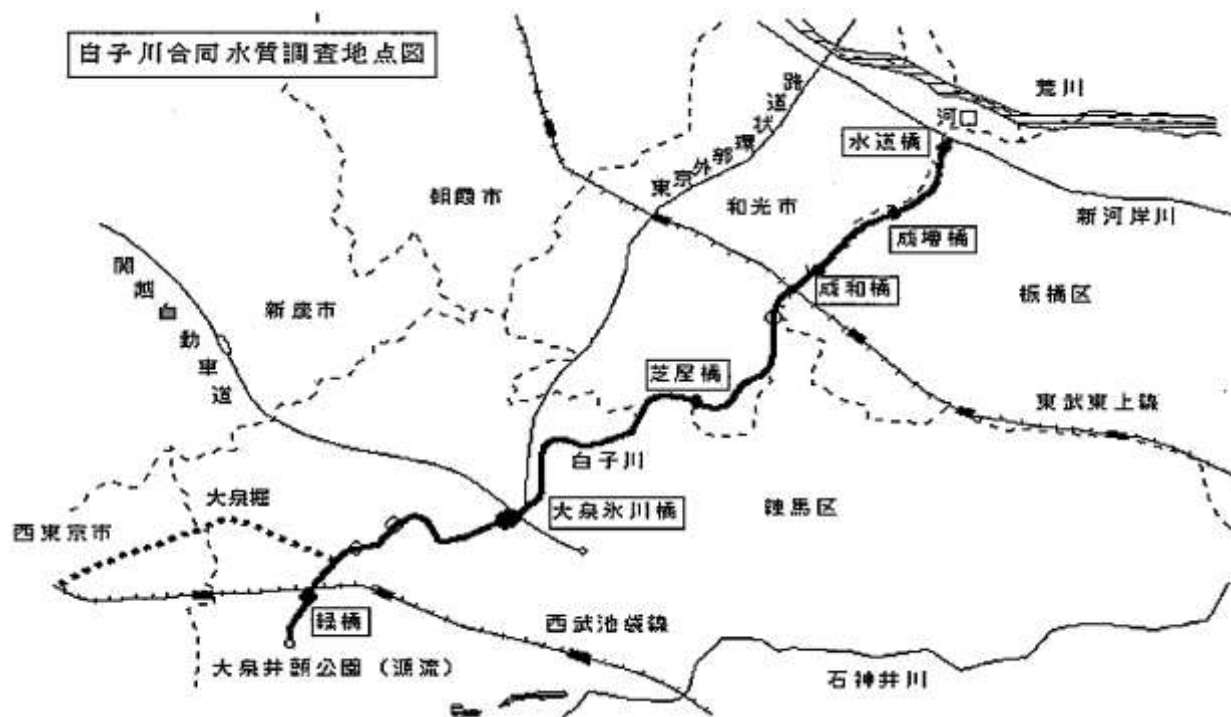 白子川合同水質調査地点図
荒川
河口
水道橋
東京外部環状道路
朝霞市
和光市
新河岸川
成増橋
関越自動車道
新座市
成和橋
板橋区
芝屋橋
東武東上線
白子川
大泉堀
大泉氷川橋
練馬区
西東京市
緑橋
西武池袋線
大泉井頭公園（源流）
石神井川